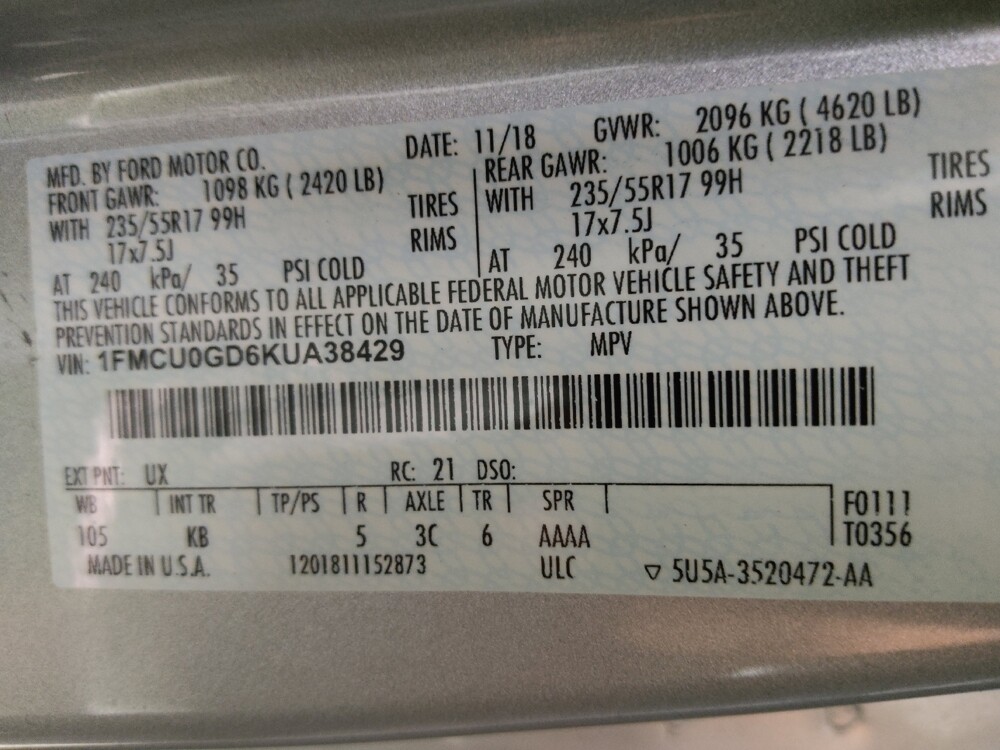 MFD. BY FORD MOTOR CO. DATE: 11/18 GVWR: 2096 KG ( 4620 LB)
FRONT GAWR: 1098 KG ( 2420 LB) REAR GAWR: 1006 KG ( 2218 LB)
WITH 235/55R17 99H TIRES WITH 235/55R17 99H TIRES
17x7.5J RIMS 17x7.5J RIMS
AT 240 kPa/ 35 PSI COLD AT 240 kPa/ 35 PSI COLD
THIS VEHICLE CONFORMS TO ALL APPLICABLE FEDERAL MOTOR VEHICLE SAFETY AND THEFT
PREVENTION STANDARDS IN EFFECT ON THE DATE OF MANUFACTURE SHOWN ABOVE.
VIN: 1FMCU0GD6KUA38429 TYPE: MPV
EXT PNT: UX RC: 21 DSO:
WB INT TR TP/PS R AXLE TR SPR F0111
105 KB 5 3C 6 AAAA T0356
MADE IN U.S.A. 1201811152873 ULC ▽ 5U5A-3520472-AA